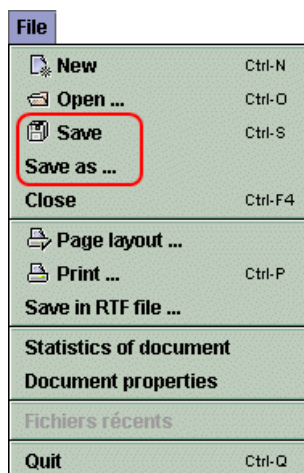 File
New Ctrl-N
Open ... Ctrl-O
Save Ctrl-S
Save as ...
Close Ctrl-F4
Page layout ...
Print ... Ctrl-P
Save in RTF file ...
Statistics of document
Document properties
Fichiers récents
Quit Ctrl-Q